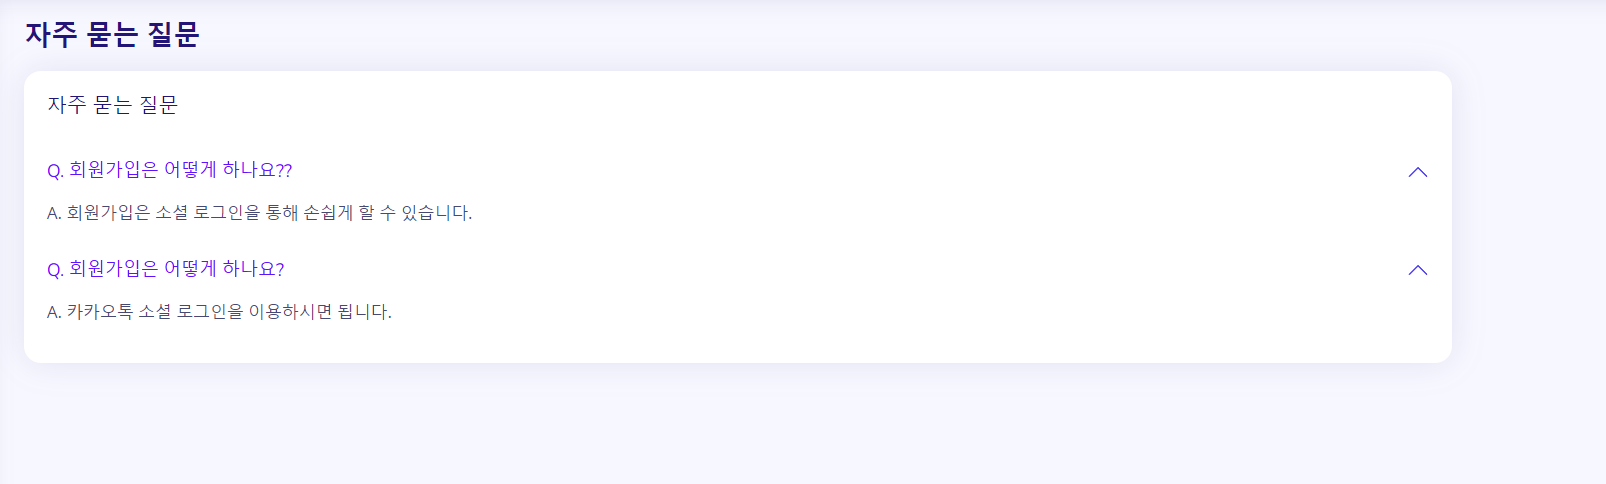 자주 묻는 질문
자주 묻는 질문
Q. 회원가입은 어떻게 하나요??
A. 회원가입은 소셜 로그인을 통해 손쉽게 할 수 있습니다.
Q. 회원가입은 어떻게 하나요?
A. 카카오톡 소셜 로그인을 이용하시면 됩니다.